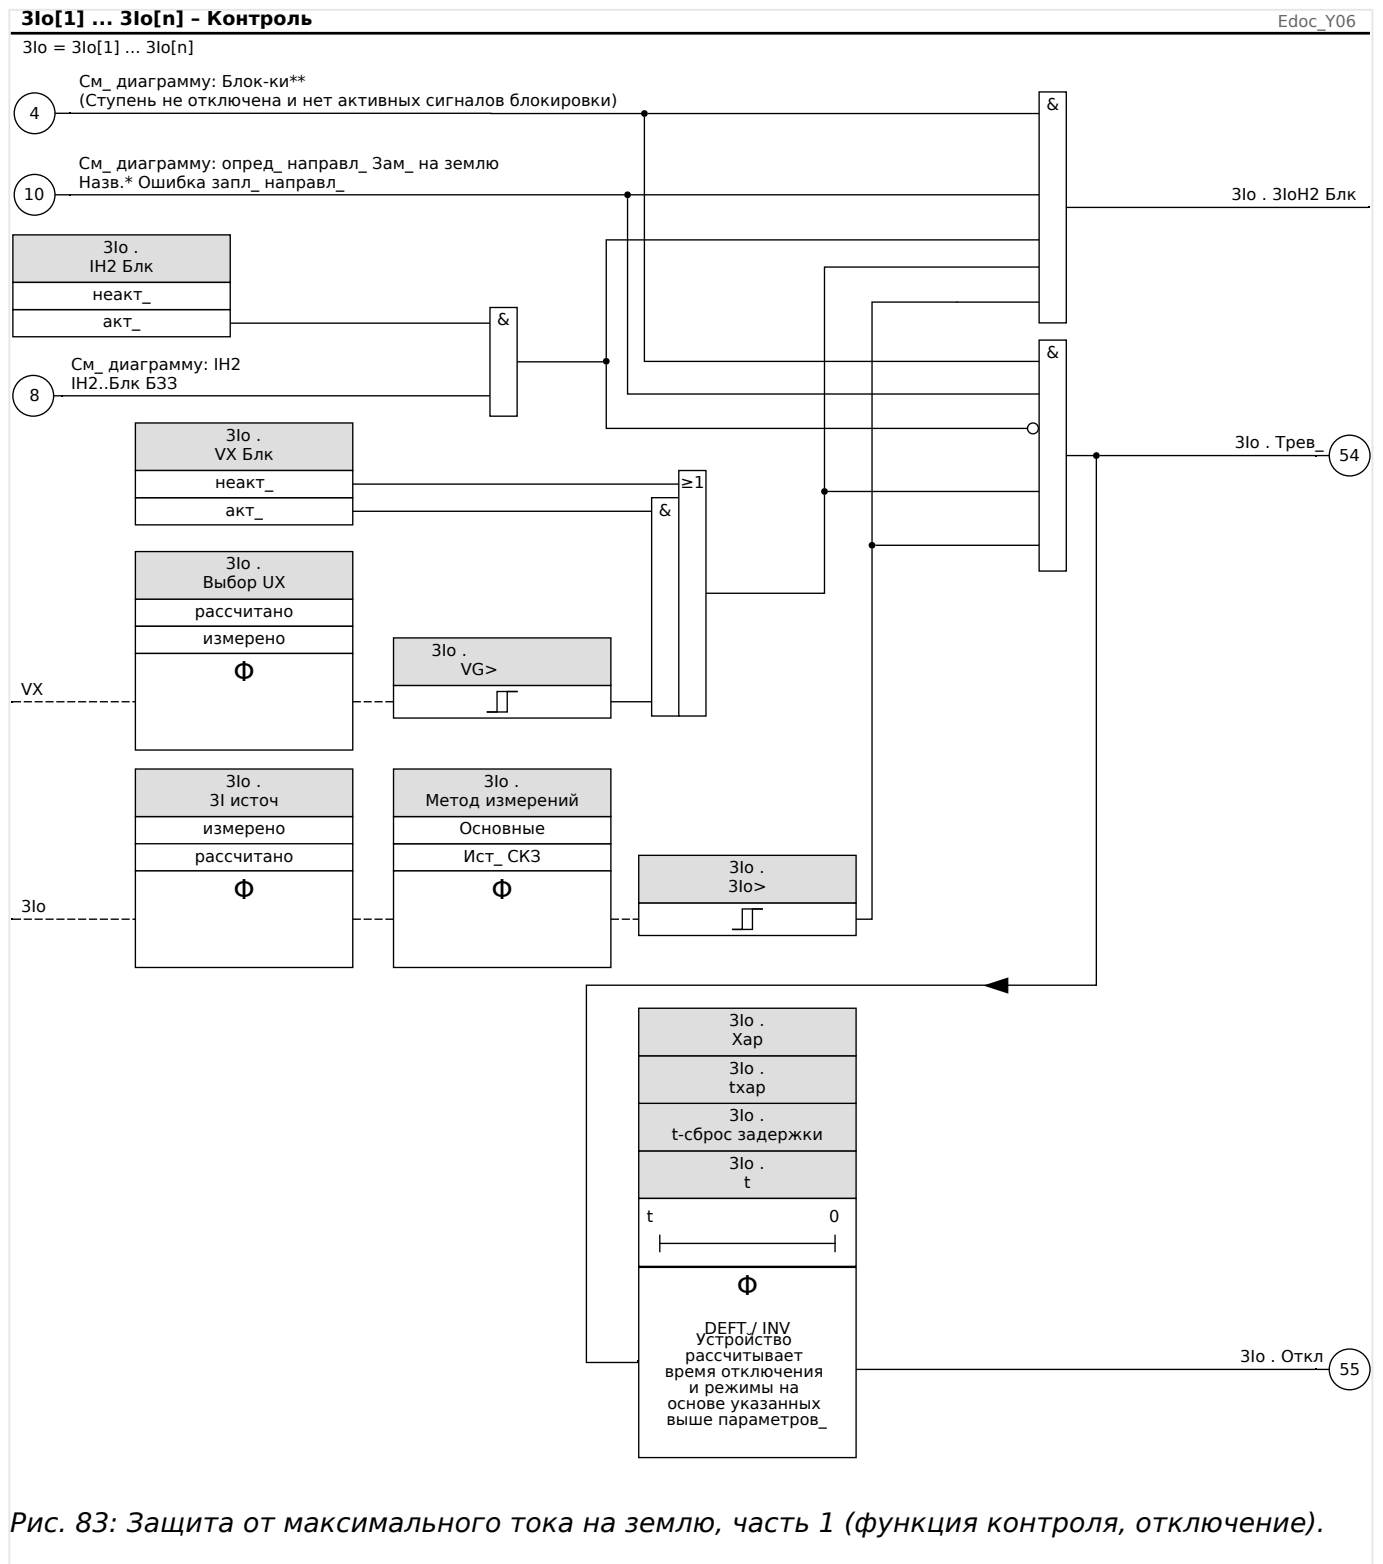 3Io[1] ... 3Io[n] – Контроль
Edoc_Y06
3Io = 3Io[1] ... 3Io[n]
См_ диаграмму: Блок-ки**
(Ступень не отключена и нет активных сигналов блокировки)
4
&
См_ диаграмму: опред_ направл_ Зам_ на землю
Назв.* Ошибка запл_ направл_
10
3Io . 3IoH2 Блк
3Io .
IH2 Блк
неакт_
акт_
&
См_ диаграмму: IH2
IH2..Блк БЗЗ
8
&
3Io . Трев_
54
3Io .
VX Блк
неакт_
акт_
≥1
&
3Io .
Выбор UX
рассчитано
измерено
Ф
VX
3Io .
VG>
3Io .
3I источ
измерено
рассчитано
Ф
3Io
3Io .
Метод измерений
Основные
Ист_ СКЗ
Ф
3Io .
3Io>
3Io .
Хар
3Io .
tхар
3Io .
t-сброс задержки
3Io .
t
t 0
Ф
DEFT / INV
Устройство
рассчитывает
время отключения
и режимы на
основе указанных
выше параметров_
3Io . Откл
55
Рис. 83: Защита от максимального тока на землю, часть 1 (функция контроля, отключение).